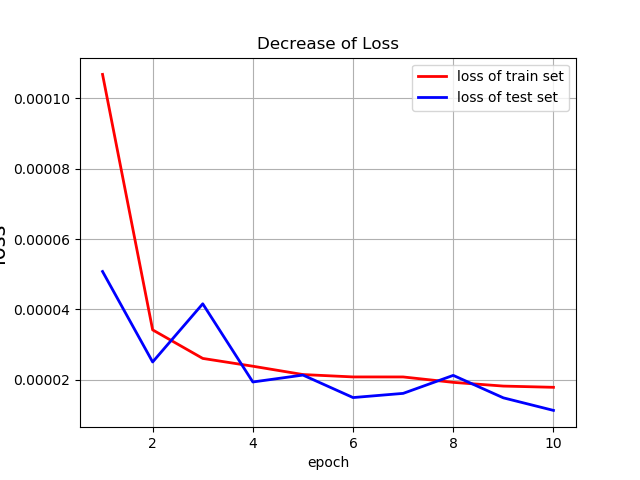 Decrease of Loss
loss of train set
loss of test set
0.00010
0.00008
0.00006
0.00004
0.00002
loss
2 4 6 8 10
epoch